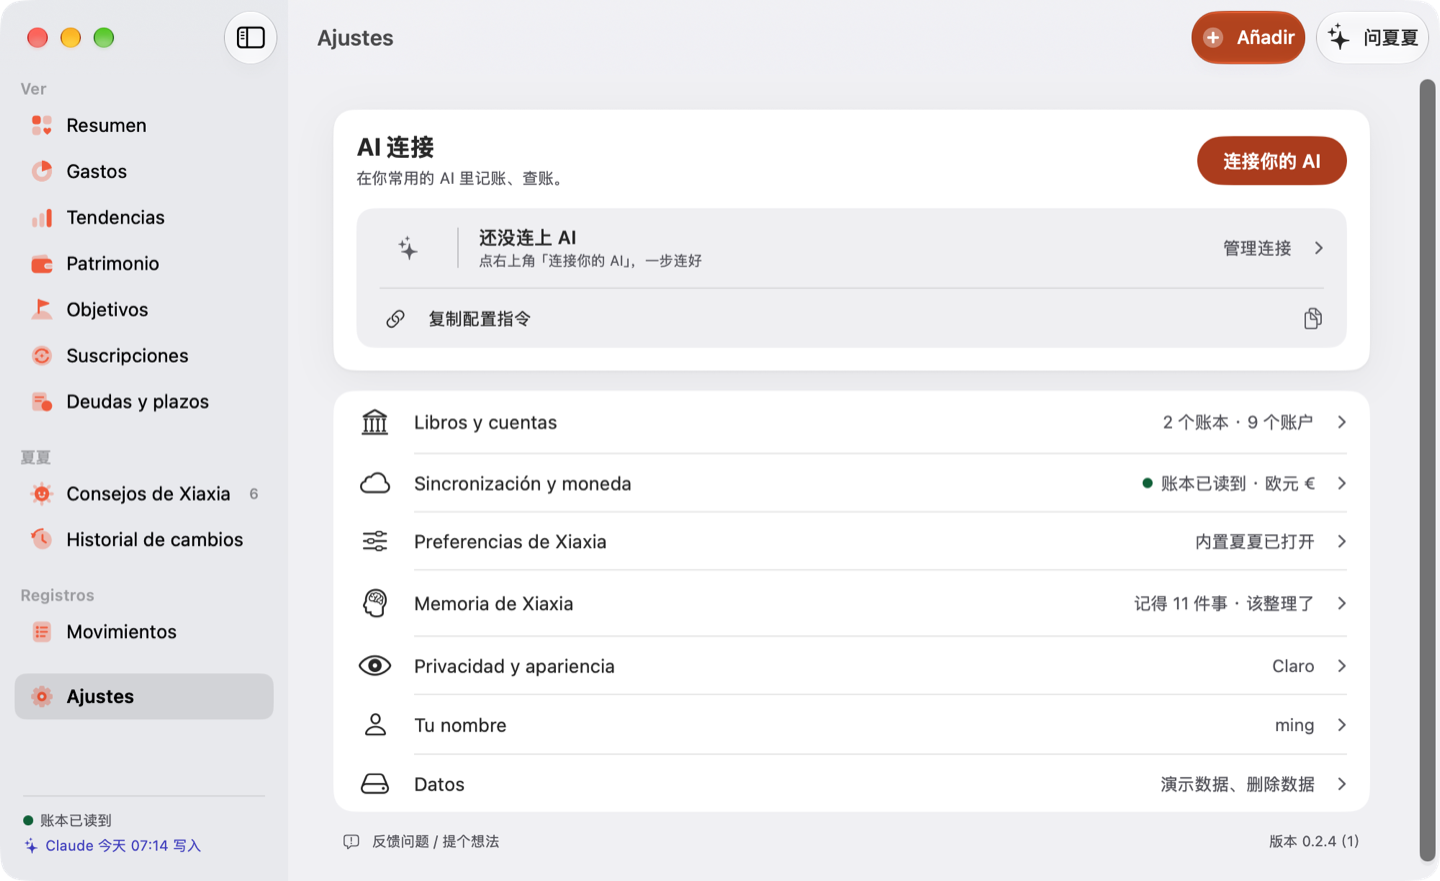 Ajustes
Añadir
问夏夏
Ver
Resumen
Gastos
Tendencias
Patrimonio
Objetivos
Suscripciones
Deudas y plazos
夏夏
Consejos de Xiaxia 6
Historial de cambios
Registros
Movimientos
Ajustes
账本已读到
Claude 今天 07:14 写入
AI 连接
在你常用的 AI 里记账、查账。
连接你的 AI
还没连上 AI
点右上角「连接你的 AI」，一步连好
管理连接
复制配置指令
Libros y cuentas 2 个账本 · 9 个账户
Sincronización y moneda 账本已读到 · 欧元 €
Preferencias de Xiaxia 内置夏夏已打开
Memoria de Xiaxia 记得 11 件事 · 该整理了
Privacidad y apariencia Claro
Tu nombre ming
Datos 演示数据、删除数据
反馈问题 / 提个想法
版本 0.2.4 (1)